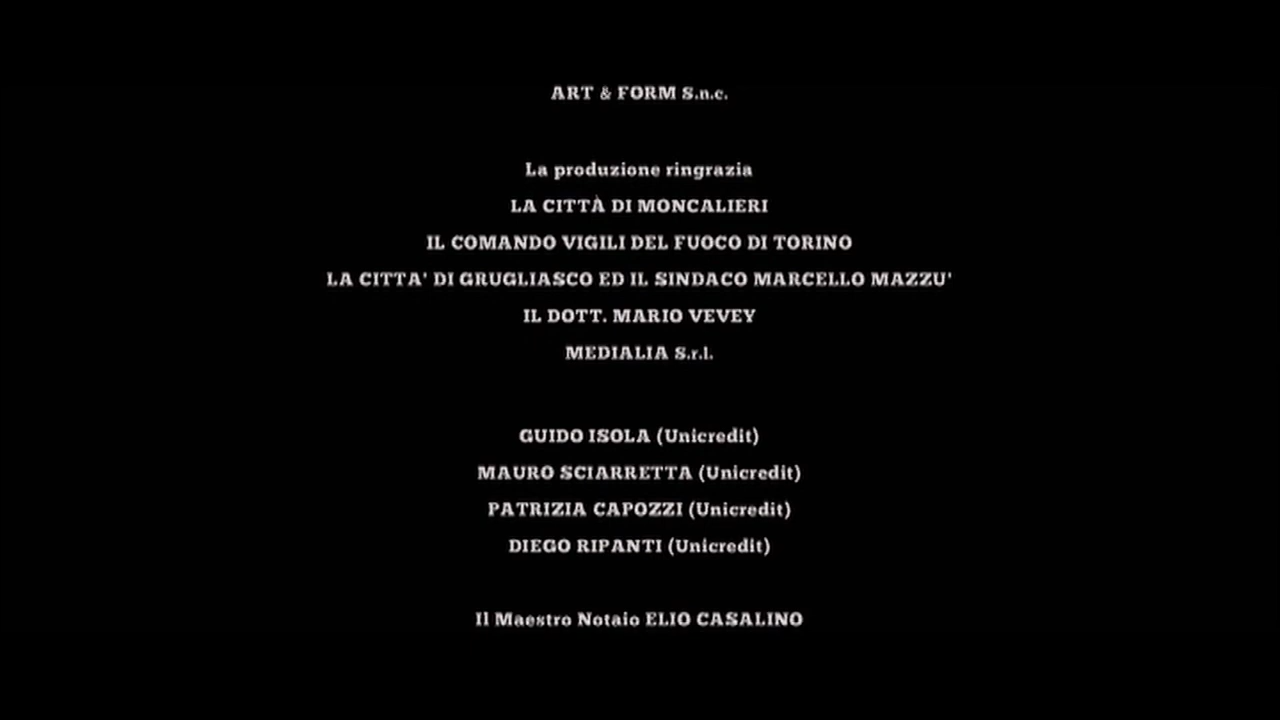 ART & FORM S.n.c.
La produzione ringrazia
LA CITTÀ DI MONCALIERI
IL COMANDO VIGILI DEL FUOCO DI TORINO
LA CITTA' DI GRUGLIASCO ED IL SINDACO MARCELLO MAZZU'
IL DOTT. MARIO VEVEY
MEDIALIA S.r.l.
GUIDO ISOLA (Unicredit)
MAURO SCIARRETTA (Unicredit)
PATRIZIA CAPOZZI (Unicredit)
DIEGO RIPANTI (Unicredit)
Il Maestro Notaio ELIO CASALINO